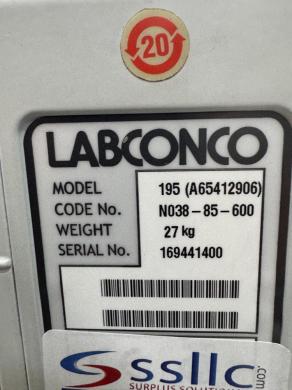 20
LABCONCO
MODEL 195 (A65412906)
CODE No. N038-85-600
WEIGHT 27 kg
SERIAL No. 169441400
ssllc.com
SURPLUS SOLUTIONS